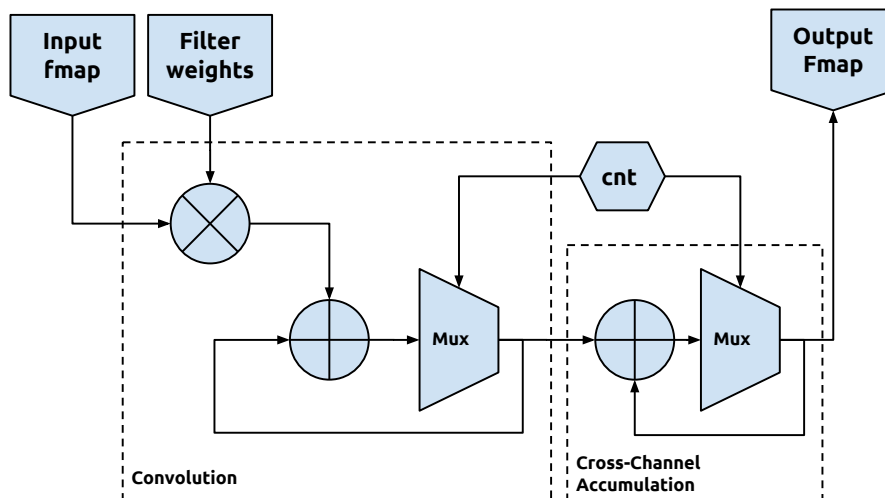 Input
fmap
Filter
weights
Output
Fmap
cnt
Mux
Mux
Convolution
Cross-Channel
Accumulation